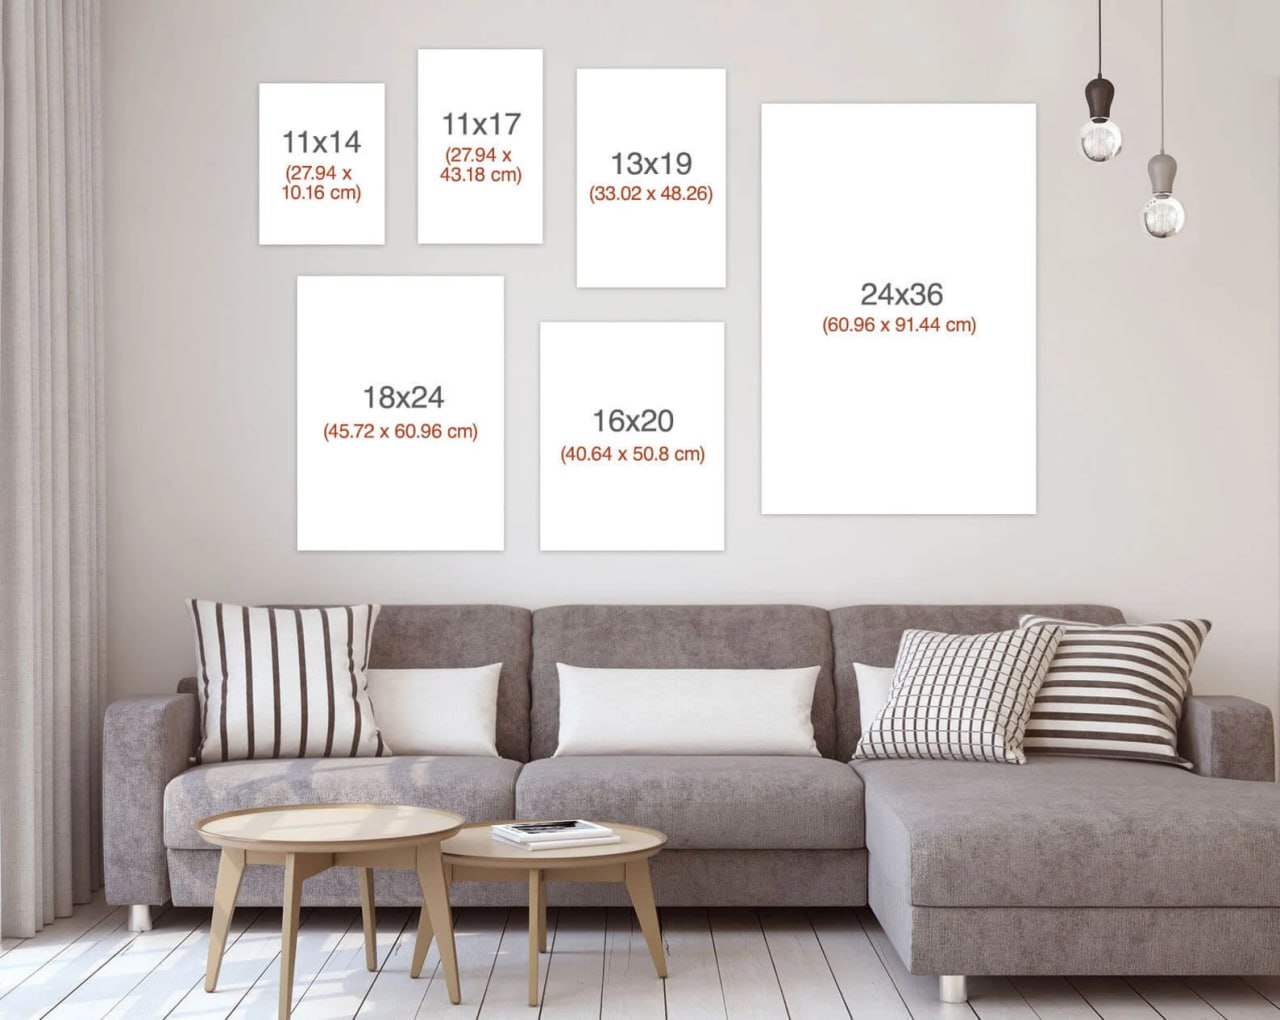 11x14
(27.94 x
10.16 cm)
11x17
(27.94 x
43.18 cm)
13x19
(33.02 x 48.26)
24x36
(60.96 x 91.44 cm)
18x24
(45.72 x 60.96 cm)
16x20
(40.64 x 50.8 cm)